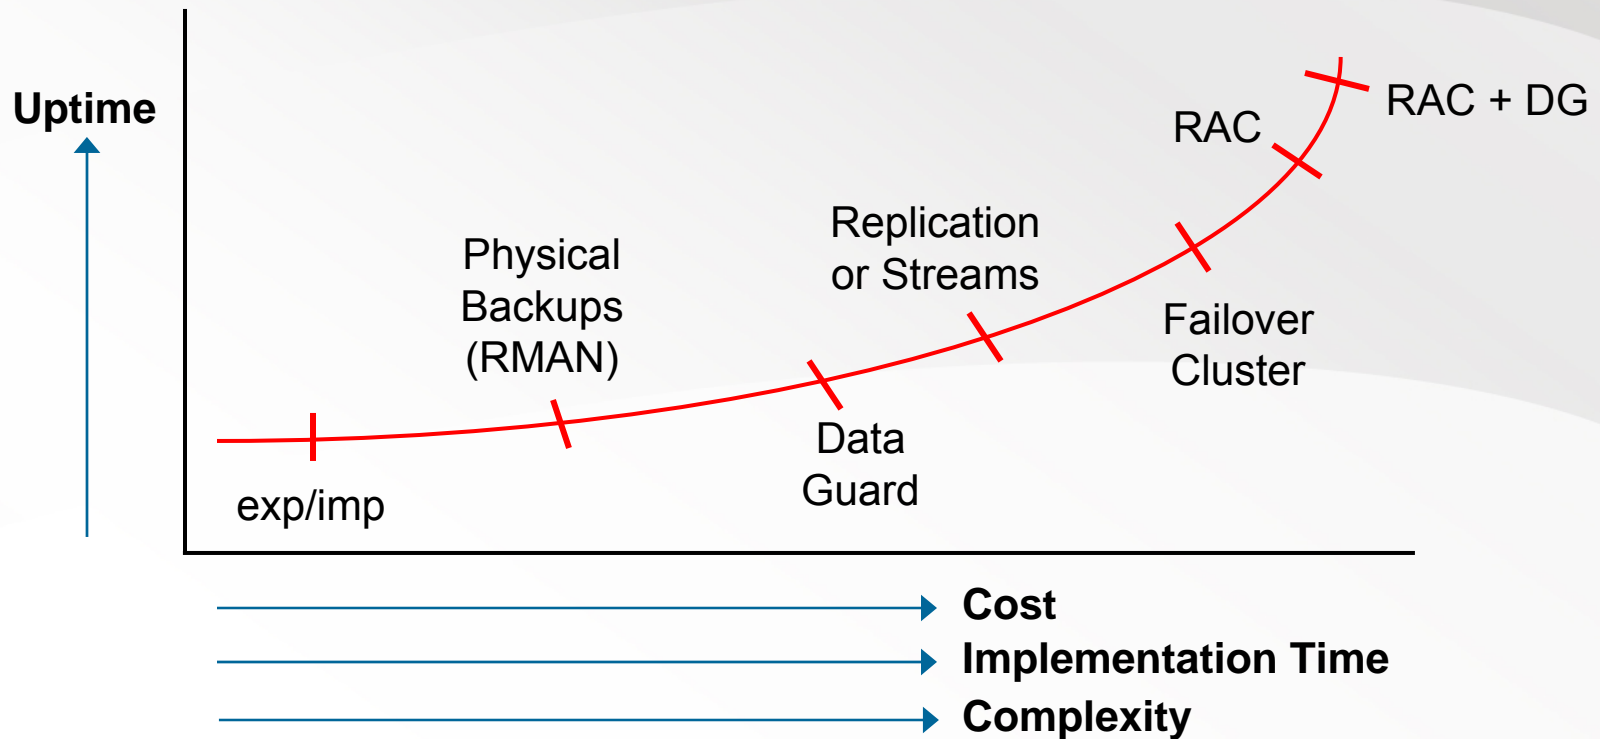 Uptime
RAC + DG
RAC
Replication
or Streams
Physical
Backups
(RMAN)
Failover
Cluster
Data
Guard
exp/imp
Cost
Implementation Time
Complexity